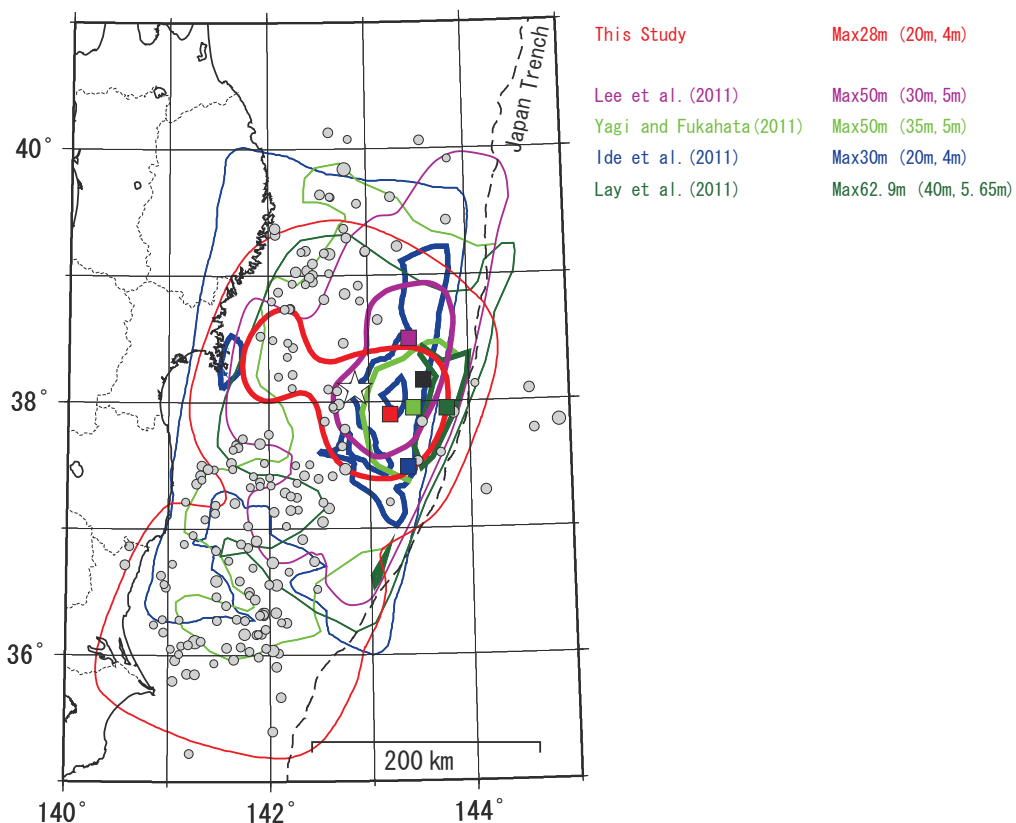 This Study Max28m (20m,4m)
Lee et al.(2011) Max50m (30m,5m)
Yagi and Fukahata(2011) Max50m (35m,5m)
Ide et al.(2011) Max30m (20m,4m)
Lay et al.(2011) Max62.9m (40m,5.65m)
Japan Trench
40°
38°
36°
200 km
140° 142° 144°